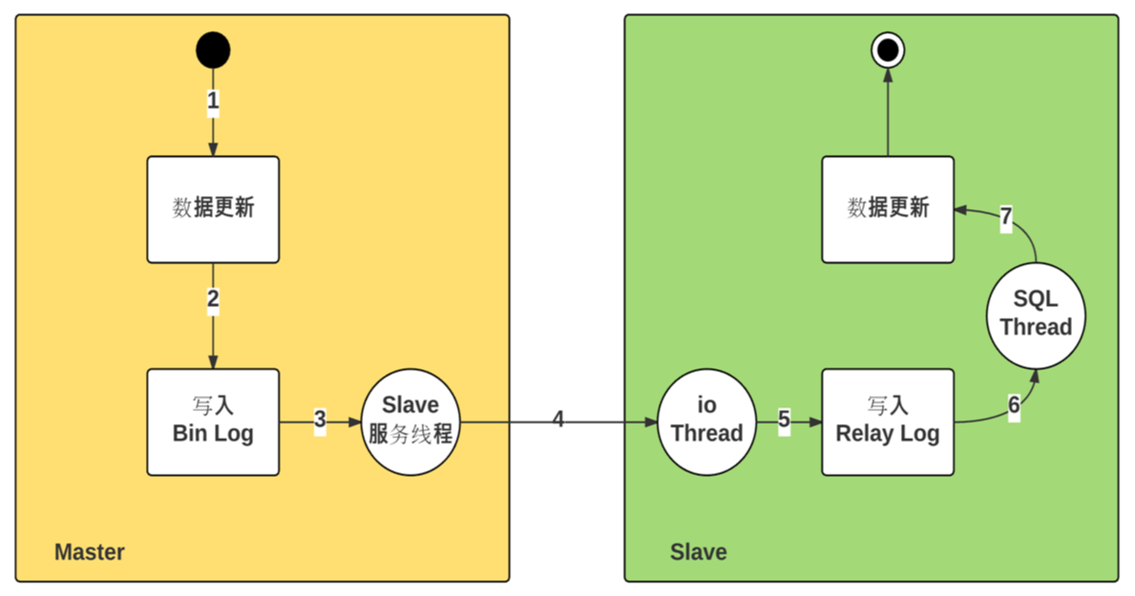 1
数据更新
2
写入
Bin Log
3
Slave
服务线程
Master
4
io
Thread
5
写入
Relay Log
6
SQL
Thread
7
数据更新
Slave